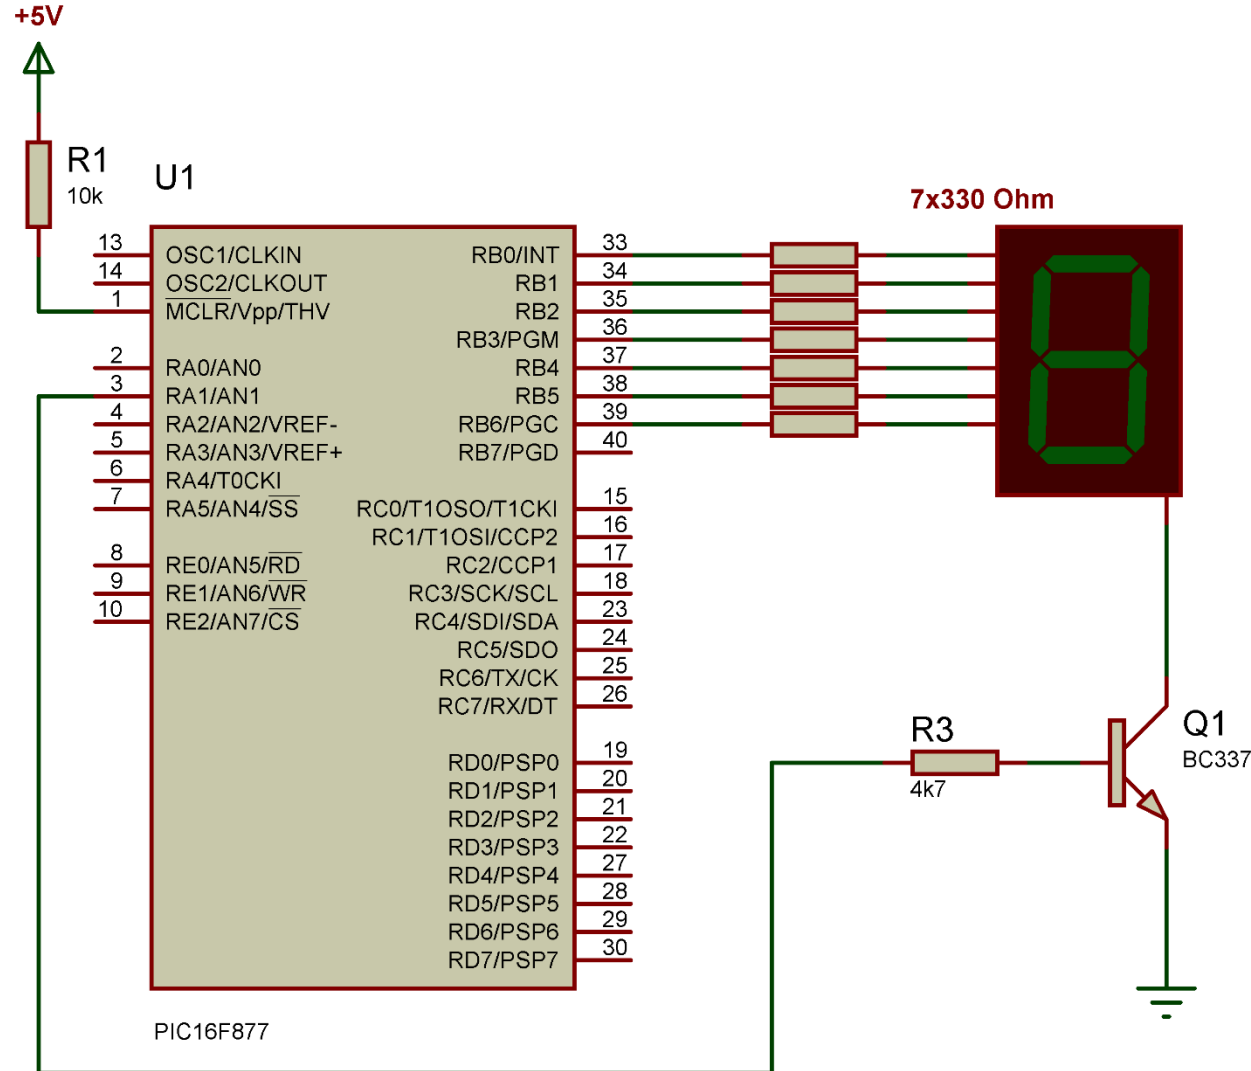 +5V
R1
10k
U1
7x330 Ohm
13 OSC1/CLKIN
14 OSC2/CLKOUT
1 MCLR/Vpp/THV
2 RA0/AN0
3 RA1/AN1
4 RA2/AN2/VREF-
5 RA3/AN3/VREF+
6 RA4/T0CKI
7 RA5/AN4/SS
8 RE0/AN5/RD
9 RE1/AN6/WR
10 RE2/AN7/CS
RB0/INT 33
RB1 34
RB2 35
RB3/PGM 36
RB4 37
RB5 38
RB6/PGC 39
RB7/PGD 40
RC0/T1OSO/T1CKI 15
RC1/T1OSI/CCP2 16
RC2/CCP1 17
RC3/SCK/SCL 18
RC4/SDI/SDA 23
RC5/SDO 24
RC6/TX/CK 25
RC7/RX/DT 26
RD0/PSP0 19
RD1/PSP1 20
RD2/PSP2 21
RD3/PSP3 22
RD4/PSP4 27
RD5/PSP5 28
RD6/PSP6 29
RD7/PSP7 30
PIC16F877
R3
4k7
Q1
BC337